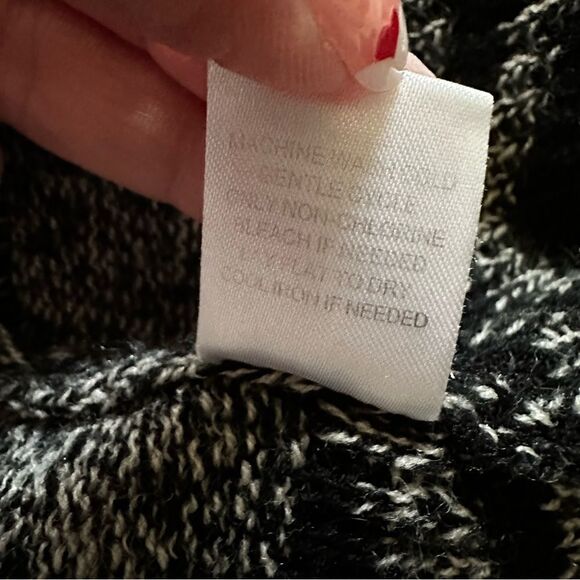 MACHINE WASH COLD
GENTLE CYCLE
ONLY NON-CHLORINE
BLEACH IF NEEDED
LAY FLAT TO DRY
COOL IRON IF NEEDED